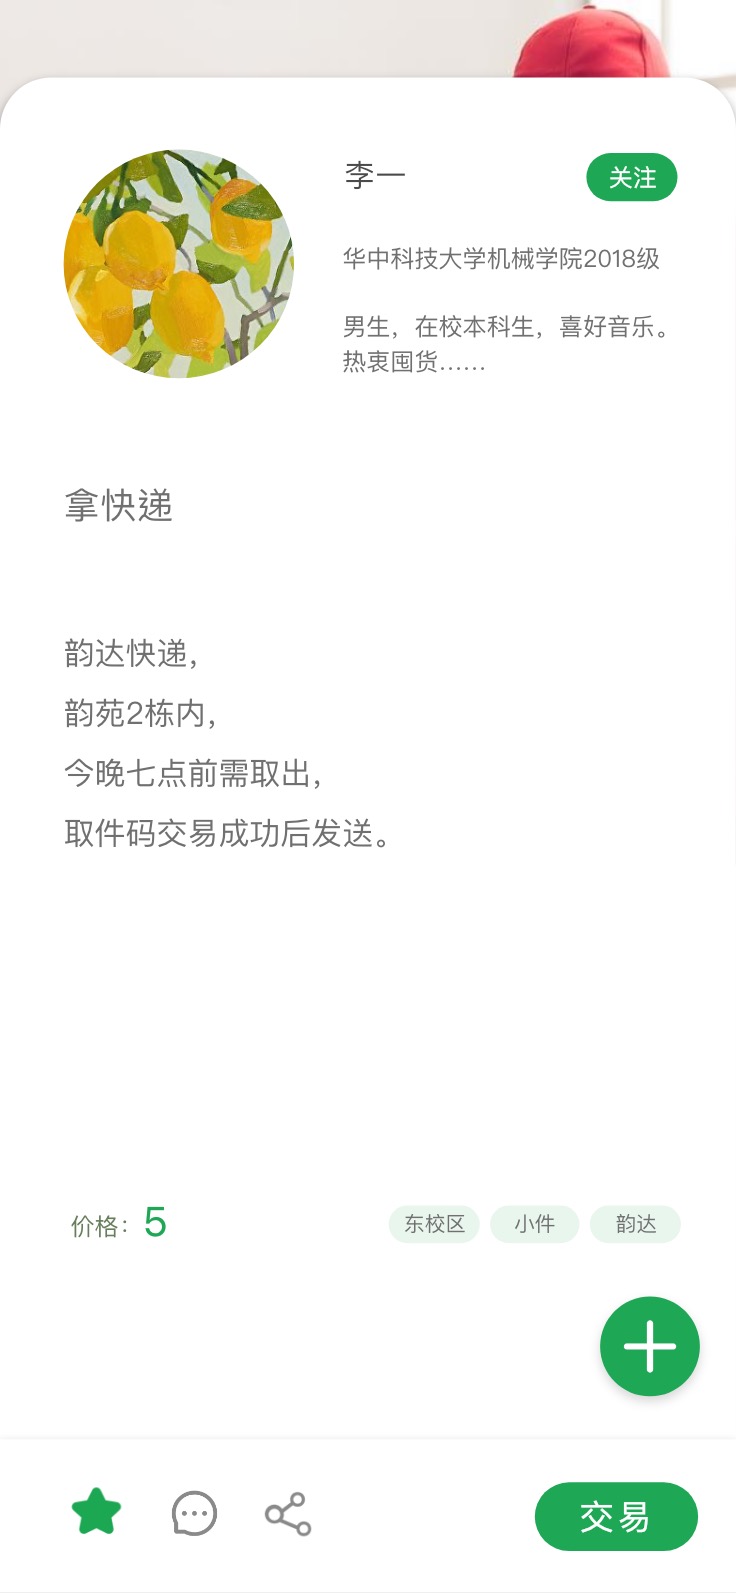 李一
关注
华中科技大学机械学院2018级
男生，在校本科生，喜好音乐。
热衷囤货……
拿快递
韵达快递，
韵苑2栋内，
今晚七点前需取出，
取件码交易成功后发送。
价格：5
东校区 小件 韵达
交易